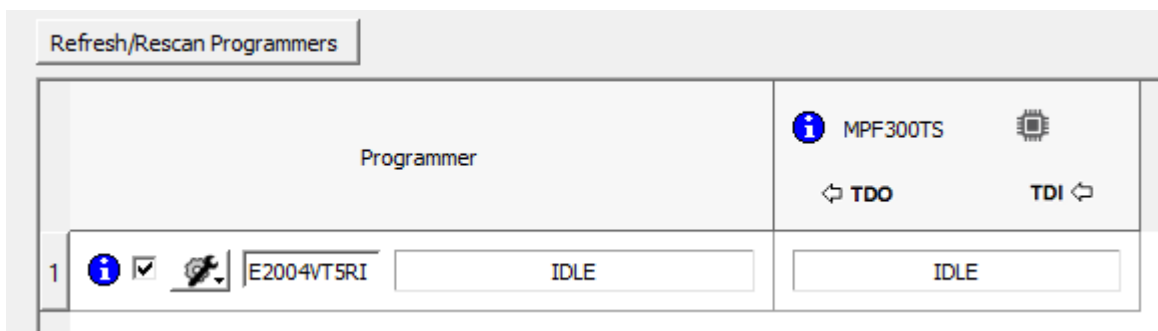 Refresh/Rescan Programmers
Programmer
MPF300TS
TDO TDI
1 E2004VT5RI IDLE IDLE